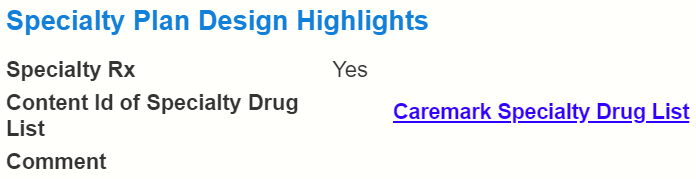 Specialty Plan Design Highlights
Specialty Rx Yes
Content Id of Specialty Drug
List
Caremark Specialty Drug List
Comment